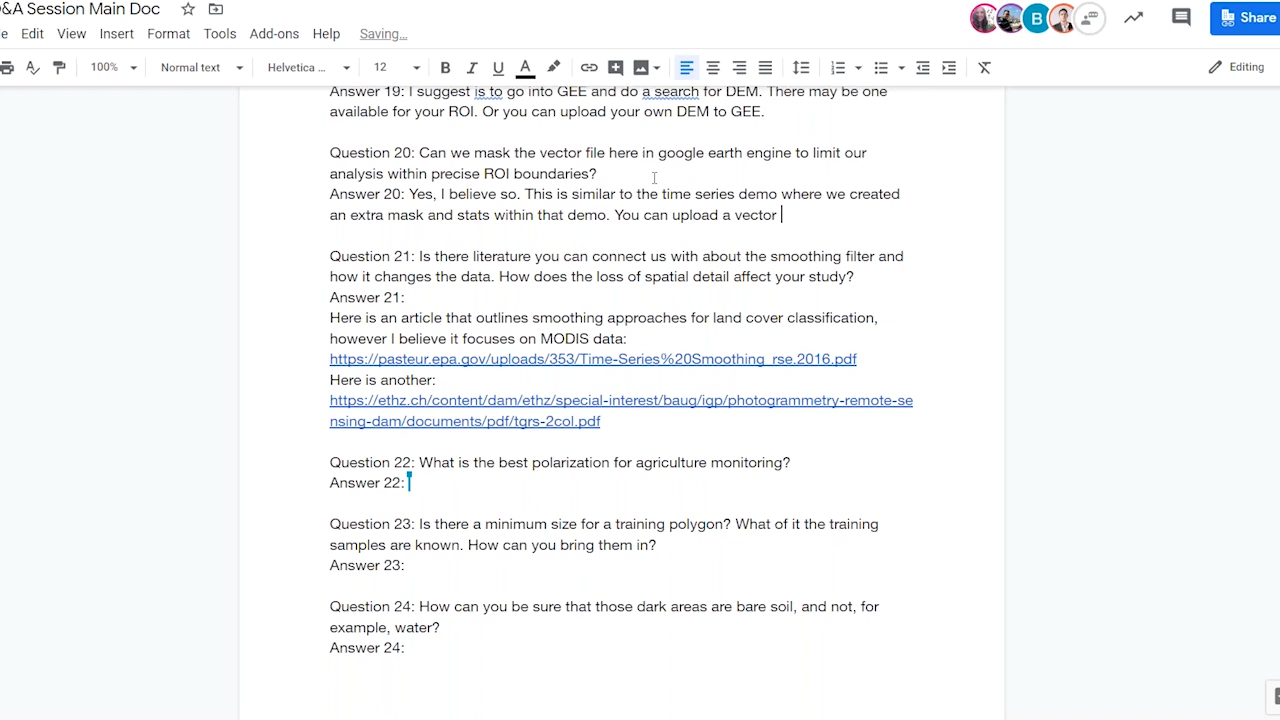 &A Session Main Doc
Edit View Insert Format Tools Add-ons Help Saving...
Share
100% Normal text Helvetica ... 12 B I U A Editing
Answer 19: I suggest is to go into GEE and do a search for DEM. There may be one
available for your ROI. Or you can upload your own DEM to GEE.
Question 20: Can we mask the vector file here in google earth engine to limit our
analysis within precise ROI boundaries?
Answer 20: Yes, I believe so. This is similar to the time series demo where we created
an extra mask and stats within that demo. You can upload a vector
Question 21: Is there literature you can connect us with about the smoothing filter and
how it changes the data. How does the loss of spatial detail affect your study?
Answer 21:
Here is an article that outlines smoothing approaches for land cover classification,
however I believe it focuses on MODIS data:
https://pasteur.epa.gov/uploads/353/Time-Series%20Smoothing_rse.2016.pdf
Here is another:
https://ethz.ch/content/dam/ethz/special-interest/baug/igp/photogrammetry-remote-se
nsing-dam/documents/pdf/tgrs-2col.pdf
Question 22: What is the best polarization for agriculture monitoring?
Answer 22:
Question 23: Is there a minimum size for a training polygon? What of it the training
samples are known. How can you bring them in?
Answer 23:
Question 24: How can you be sure that those dark areas are bare soil, and not, for
example, water?
Answer 24: